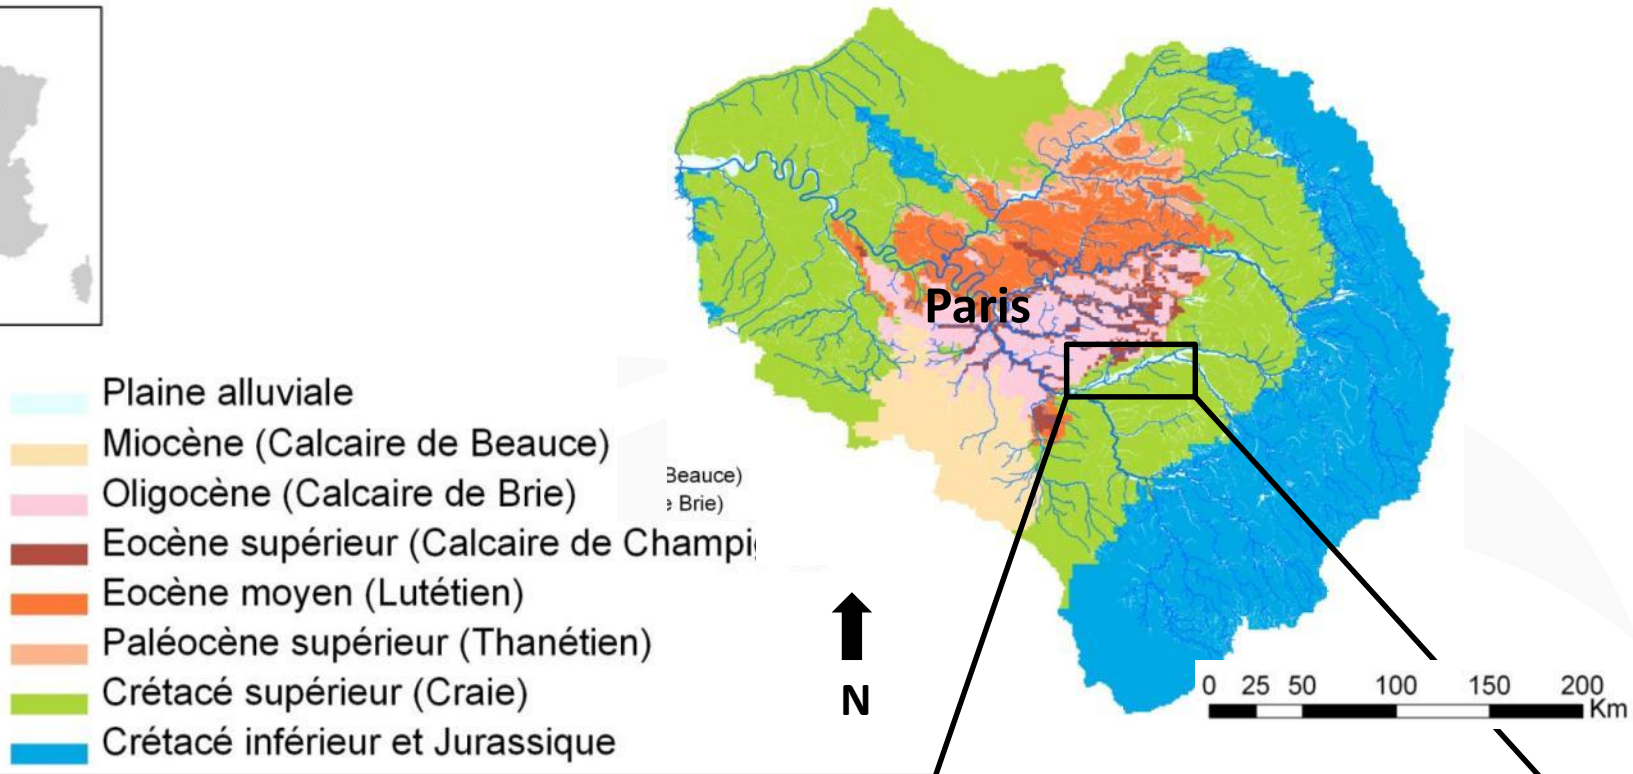 Paris
Plaine alluviale
Miocène (Calcaire de Beauce)
Oligocène (Calcaire de Brie)
Eocène supérieur (Calcaire de Champi
Eocène moyen (Lutétien)
Paléocène supérieur (Thanétien)
Crétacé supérieur (Craie)
Crétacé inférieur et Jurassique
Beauce)
e Brie)
N
0 25 50 100 150 200
Km